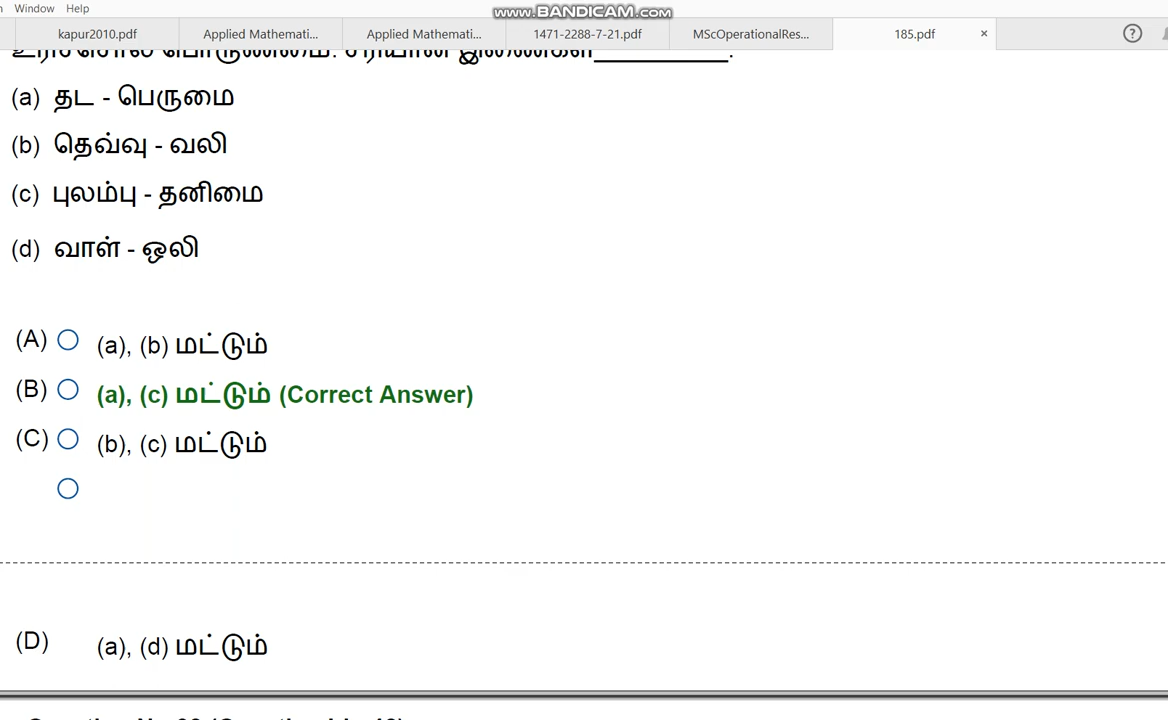 Window Help
www.BANDICAM.com
kapur2010.pdf Applied Mathemati... Applied Mathemati... 1471-2288-7-21.pdf MScOperationalRes... 185.pdf × ?
(a) தட - பெருமை
(b) தெவ்வு - வலி
(c) புலம்பு - தனிமை
(d) வாள் - ஒலி
(A) (a), (b) மட்டும்
(B) (a), (c) மட்டும் (Correct Answer)
(C) (b), (c) மட்டும்
(D) (a), (d) மட்டும்